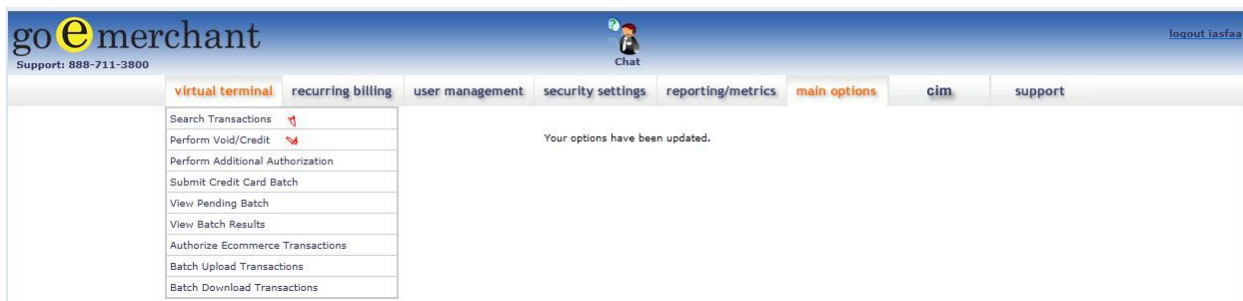 go e merchant
logout iasfaa
Support: 888-711-3800
Chat
virtual terminal recurring billing user management security settings reporting/metrics main options cim support
Search Transactions
Your options have been updated.
Perform Void/Credit
Perform Additional Authorization
Submit Credit Card Batch
View Pending Batch
View Batch Results
Authorize Ecommerce Transactions
Batch Upload Transactions
Batch Download Transactions